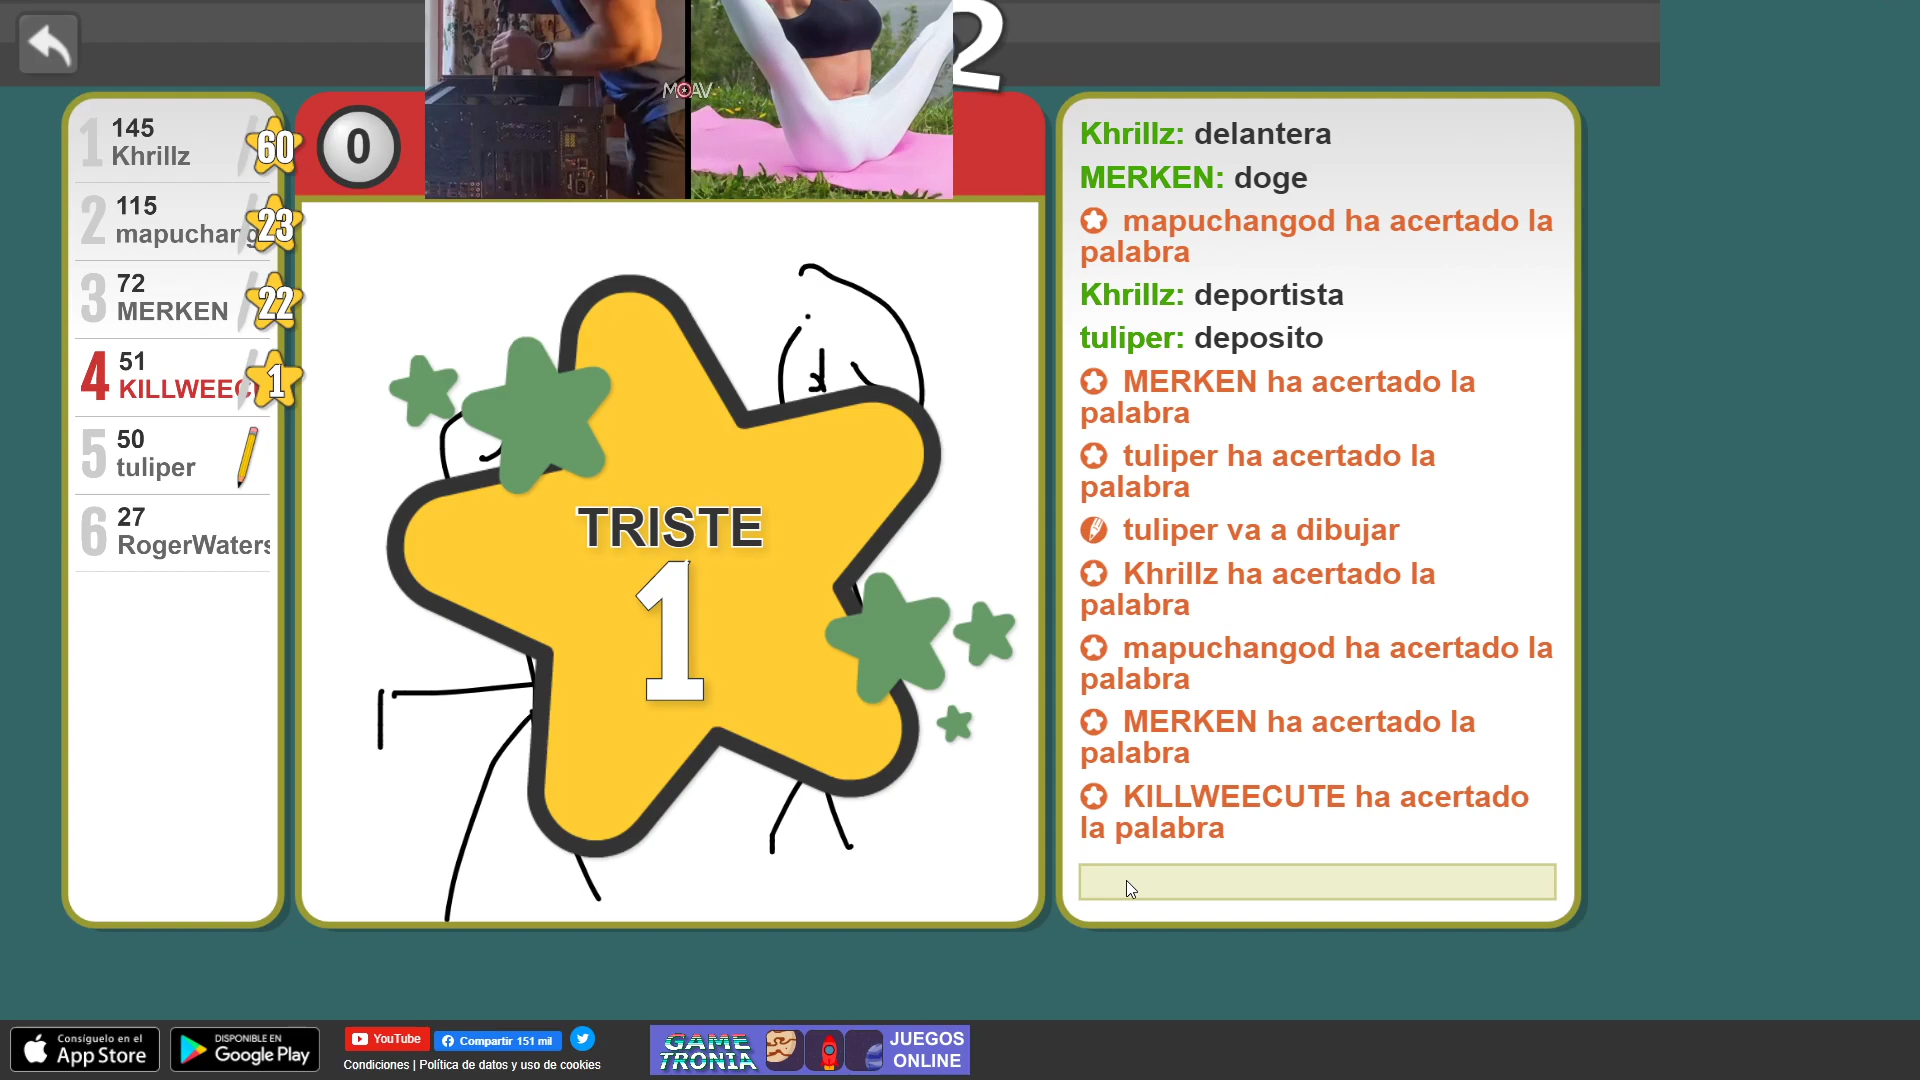 2
MOAV
1
145
Khrillz
60
2
115
mapuchang
23
3
72
MERKEN
22
4
51
KILLWEEC
1
5
50
tuliper
6
27
RogerWaters
0
TRISTE
1
Khrillz: delantera
MERKEN: doge
mapuchangod ha acertado la
palabra
Khrillz: deportista
tuliper: deposito
MERKEN ha acertado la
palabra
tuliper ha acertado la
palabra
tuliper va a dibujar
Khrillz ha acertado la
palabra
mapuchangod ha acertado la
palabra
MERKEN ha acertado la
palabra
KILLWEECUTE ha acertado
la palabra
Consíguelo en el
App Store
DISPONIBLE EN
Google Play
YouTube
Compartir 151 mil
Condiciones | Política de datos y uso de cookies
GAME
TRONIA
JUEGOS
ONLINE